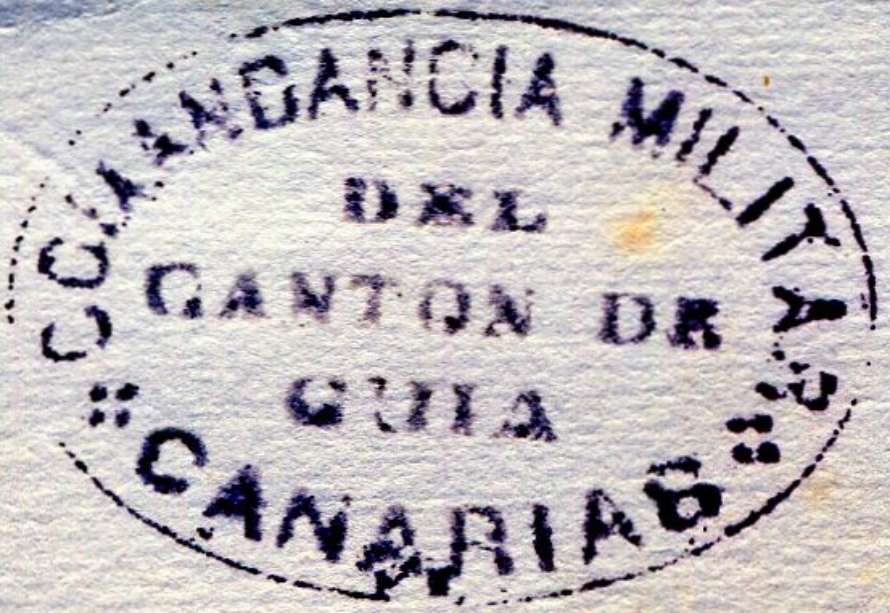 COMANDANCIA MILITAR
DEL
CANTON DE
GUIA
CANARIAS